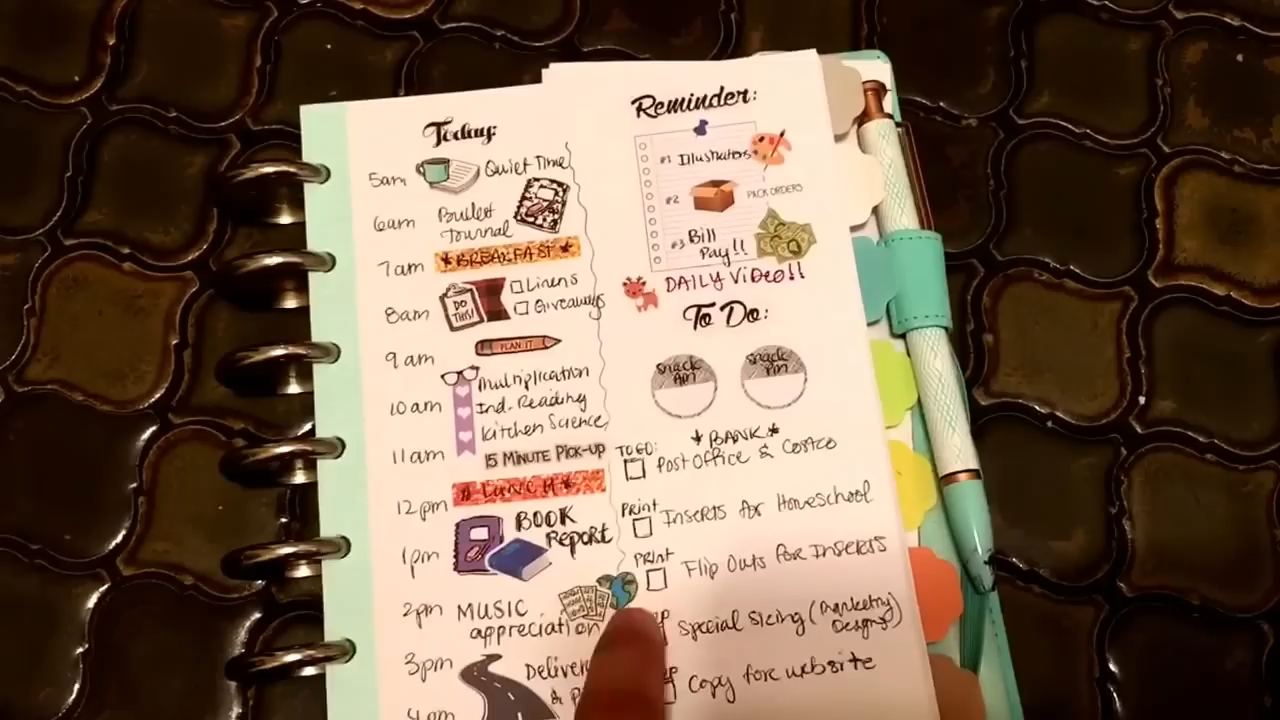 Today:
5am Quiet Time
6am Bullet
Journal
7am *BREAKFAST*
8am DO THIS! Linens
Giveaways
9am PLAN IT
Multiplication
10am Ind. Reading
Kitchen Science
11am 15 MINUTE PICK-UP
12pm *LUNCH*
1pm BOOK
Report
2pm MUSIC
appreciation
3pm Deliver
&
4pm
Reminder:
#1 Illustrators
#2 PACK ORDERS
#3 Bill
Pay!!
DAILY VIDEO!!
To Do:
Snack AM Snack PM
*BANK*
TO GO: Post Office & Costco
Print Inserts for Homeschool
PRINT Flip Outs for Inserts
Special Sizing (Marketing
Designs)
Copy for website